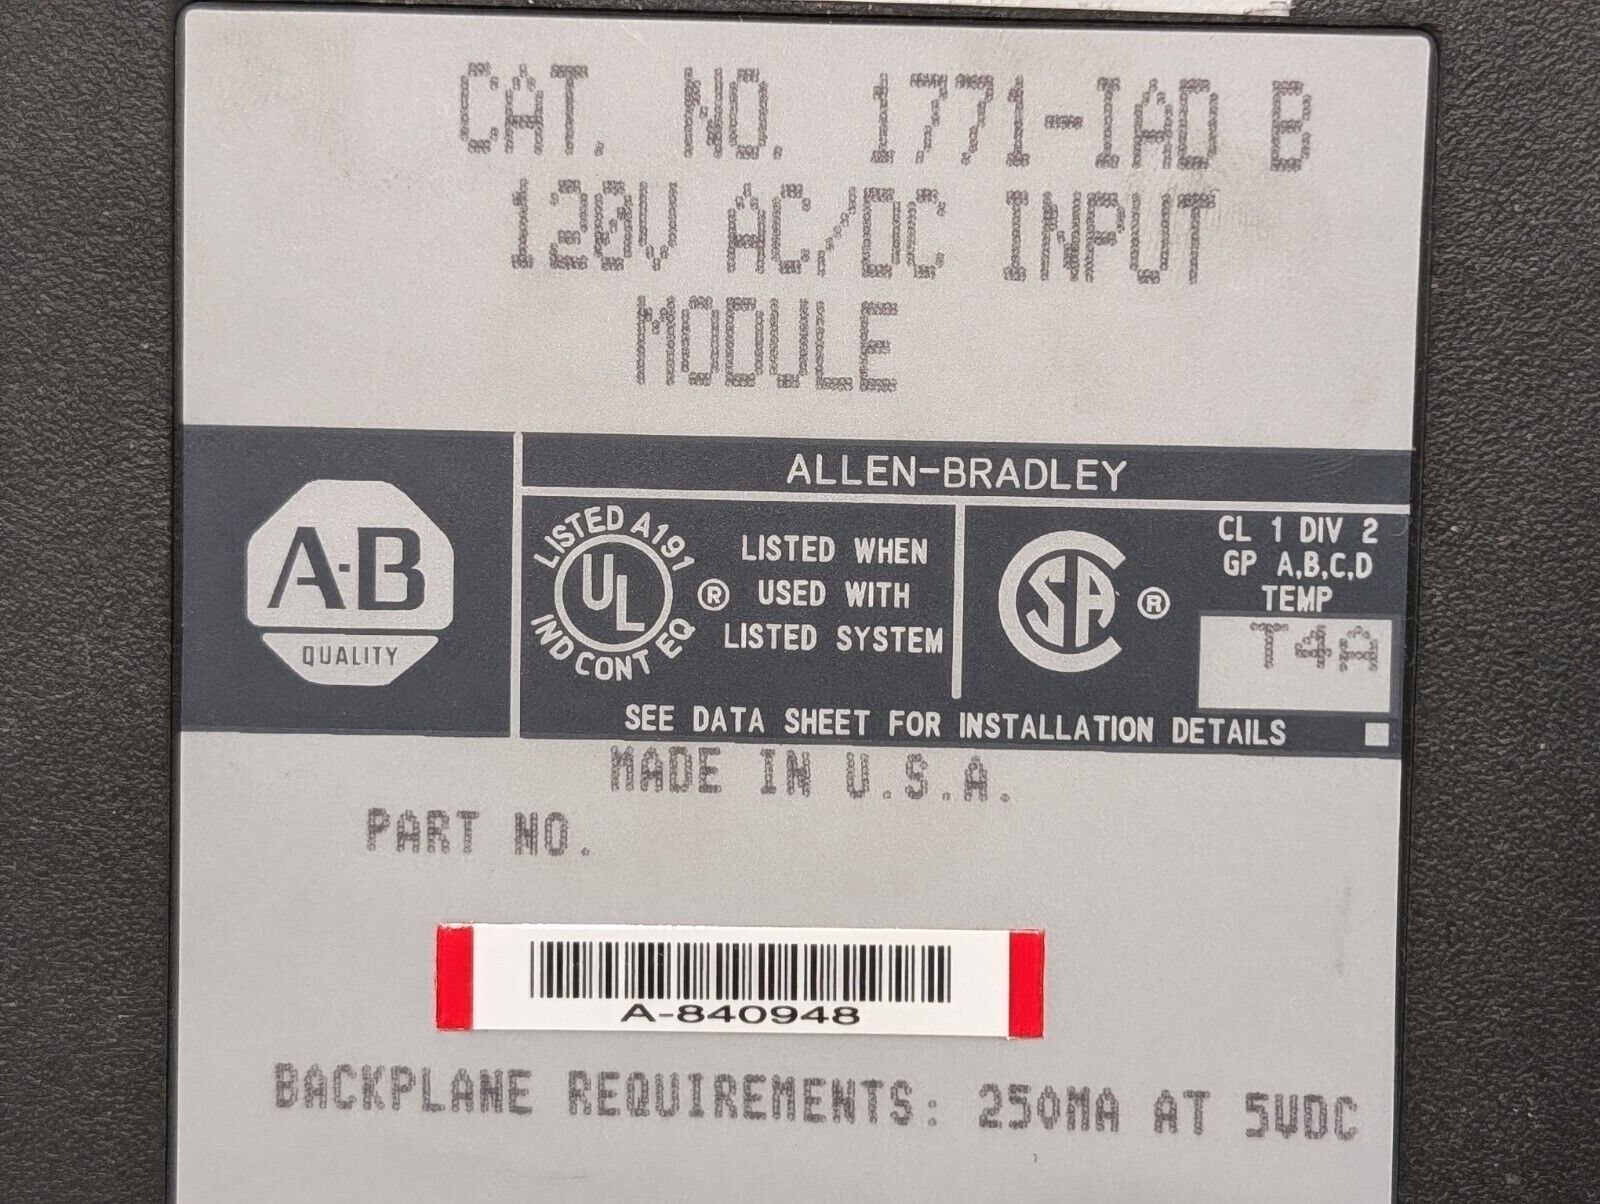 CAT. NO. 1771-IAD B
120V AC/DC INPUT
MODULE
ALLEN-BRADLEY
A-B
QUALITY
LISTED A191
UL
IND CONT EQ
®
LISTED WHEN
USED WITH
LISTED SYSTEM
SA
®
CL 1 DIV 2
GP A,B,C,D
TEMP
T4A
SEE DATA SHEET FOR INSTALLATION DETAILS
MADE IN U.S.A.
PART NO.
A-840948
BACKPLANE REQUIREMENTS: 250MA AT 5VDC